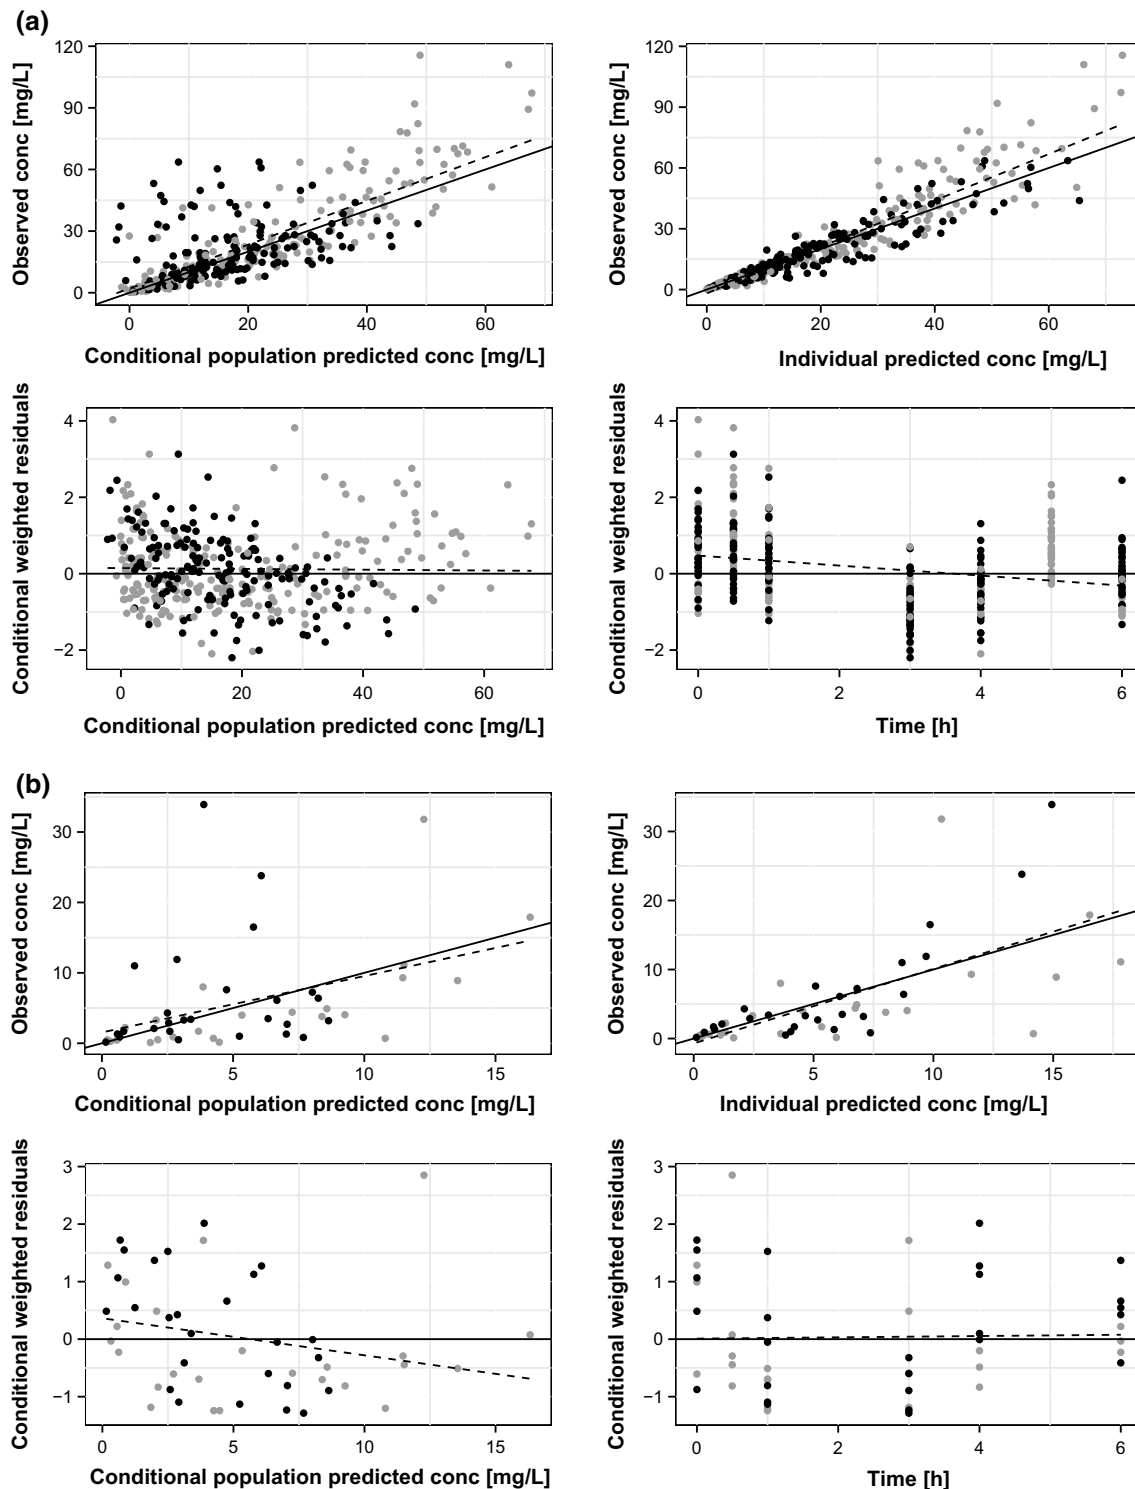 (a)
Observed conc [mg/L]
120
90
60
30
0
0 20 40 60
Conditional population predicted conc [mg/L]
Observed conc [mg/L]
120
90
60
30
0
0 20 40 60
Individual predicted conc [mg/L]
Conditional weighted residuals
4
2
0
−2
0 20 40 60
Conditional population predicted conc [mg/L]
Conditional weighted residuals
4
2
0
−2
0 2 4 6
Time [h]
(b)
Observed conc [mg/L]
30
20
10
0
0 5 10 15
Conditional population predicted conc [mg/L]
Observed conc [mg/L]
30
20
10
0
0 5 10 15
Individual predicted conc [mg/L]
Conditional weighted residuals
3
2
1
0
−1
0 5 10 15
Conditional population predicted conc [mg/L]
Conditional weighted residuals
3
2
1
0
−1
0 2 4 6
Time [h]